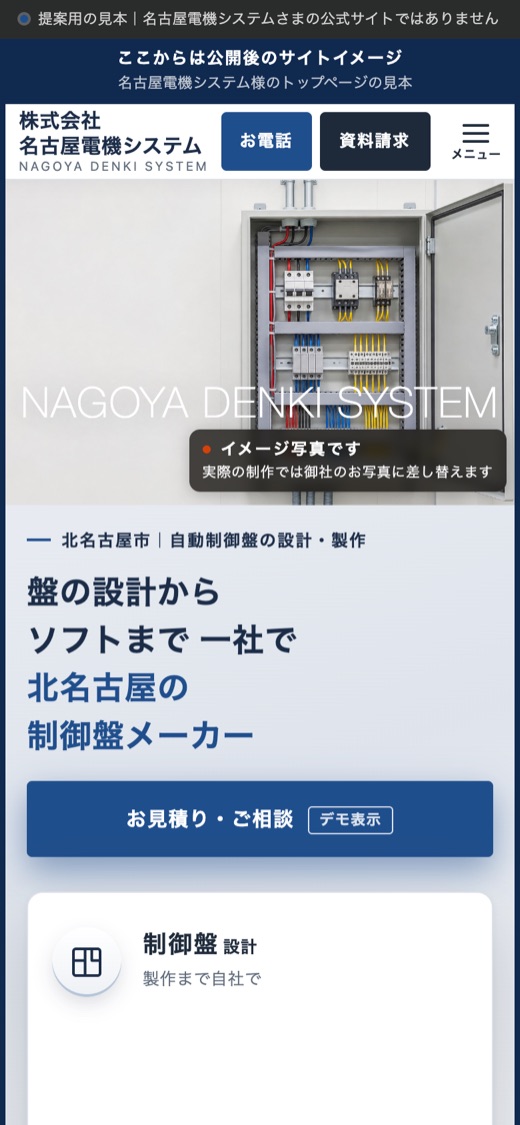 提案用の見本｜名古屋電機システムさまの公式サイトではありません
ここからは公開後のサイトイメージ
名古屋電機システム様のトップページの見本
株式会社
名古屋電機システム
NAGOYA DENKI SYSTEM
お電話
資料請求
メニュー
NAGOYA DENKI SYSTEM
イメージ写真です
実際の制作では御社のお写真に差し替えます
北名古屋市｜自動制御盤の設計・製作
盤の設計から
ソフトまで 一社で
北名古屋の
制御盤メーカー
お見積り・ご相談 デモ表示
制御盤 設計
製作まで自社で